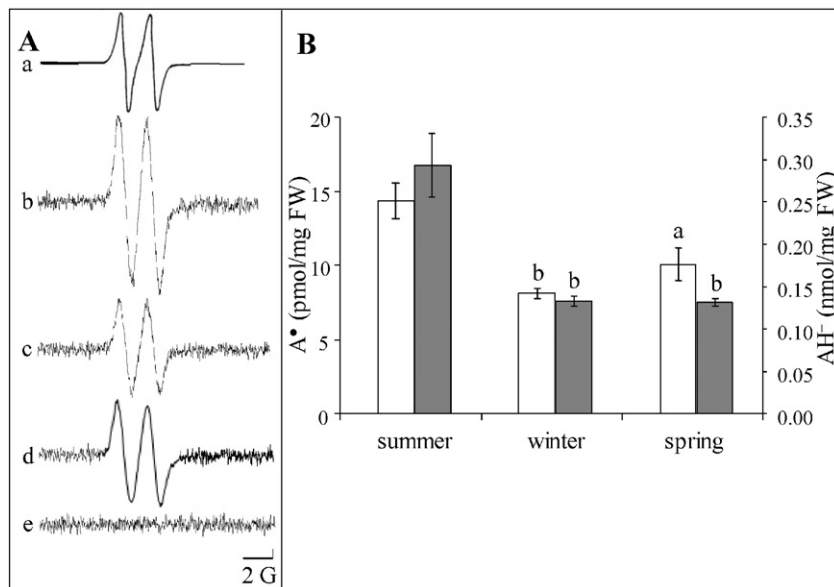 A
a
b
c
d
e
2 G
B
A• (pmol/mg FW)
20
15
10
5
0
b b
a
b
summer winter spring
0.35
0.30
0.25
0.20
0.15
0.10
0.05
0.00
AH⁻ (nmol/mg FW)